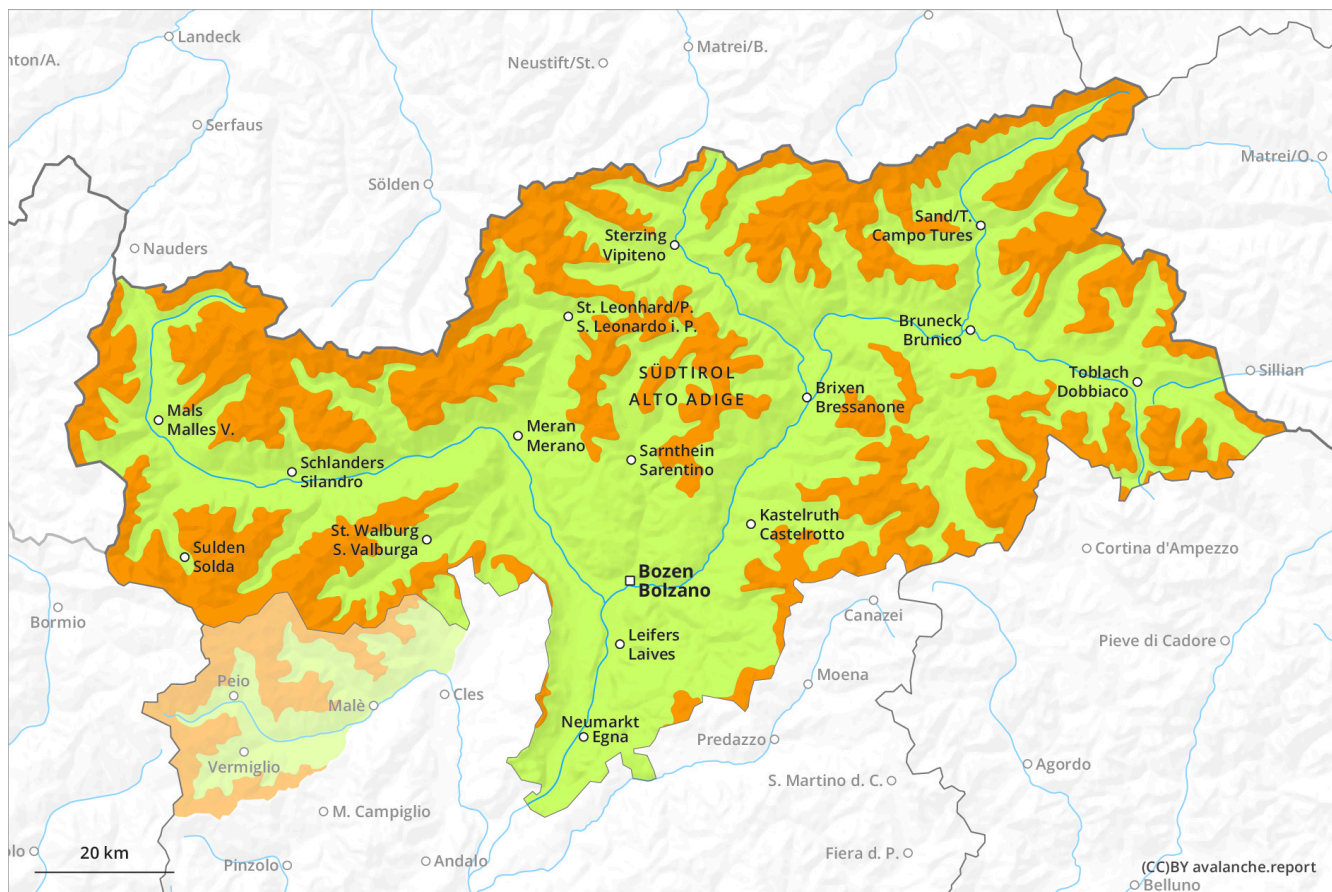 Landeck
nton/A.
Neustift/St.
Matrei/B.
Serfaus
Matrei/O.
Sölden
Nauders
Sand/T.
Campo Tures
Sterzing
Vipiteno
St. Leonhard/P.
S. Leonardo i. P.
Bruneck
Brunico
SÜDTIROL
ALTO ADIGE
Toblach
Dobbiaco
Sillian
Brixen
Bressanone
Mals
Malles V.
Meran
Merano
Schlanders
Silandro
Sarnthein
Sarentino
Kastelruth
Castelrotto
St. Walburg
S. Valburga
Sulden
Solda
Cortina d'Ampezzo
Bozen
Bolzano
Bormio
Canazei
Leifers
Laives
Pieve di Cadore
Peio
Moena
Cles
Malè
Neumarkt
Egna
Predazzo
Vermiglio
Agordo
S. Martino d. C.
M. Campiglio
olo
20 km
Pinzolo
Andalo
Fiera d. P.
(CC)BY avalanche.report
Belluno